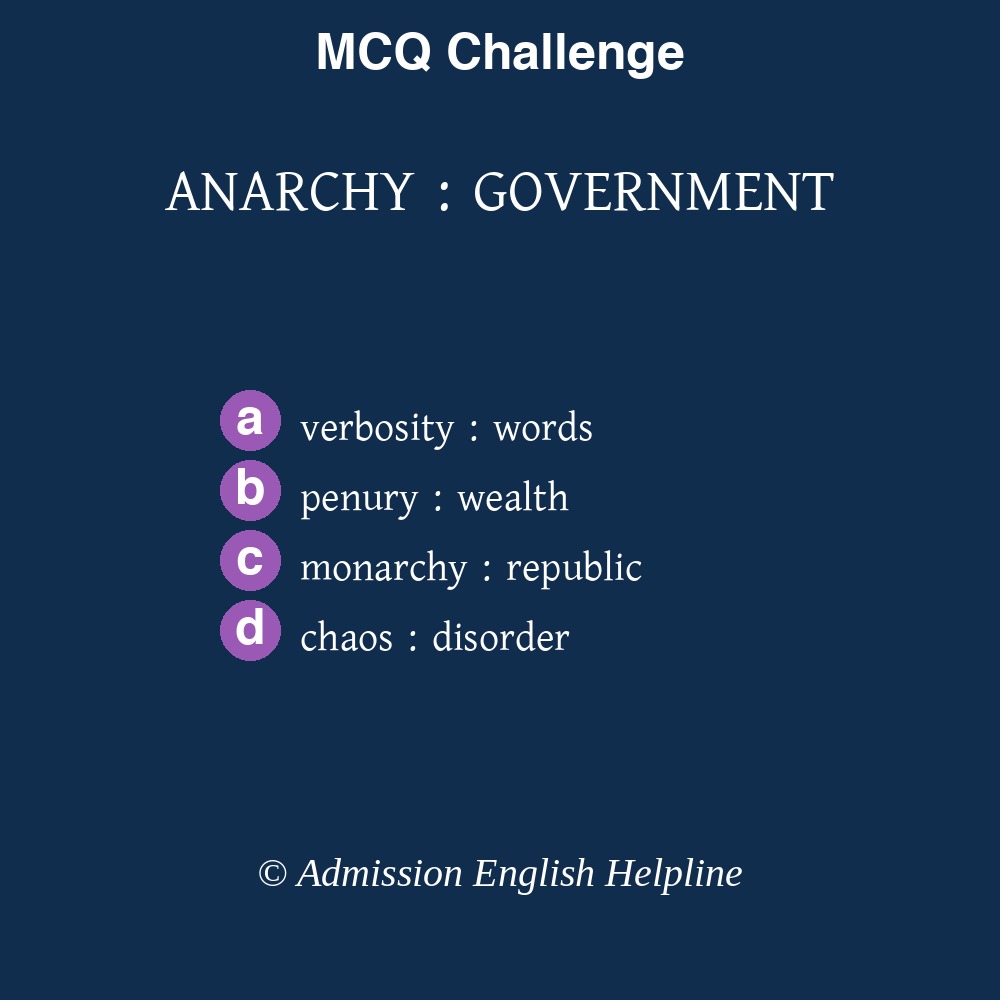 MCQ Challenge
ANARCHY : GOVERNMENT
a verbosity : words
b penury : wealth
c monarchy : republic
d chaos : disorder
© Admission English Helpline